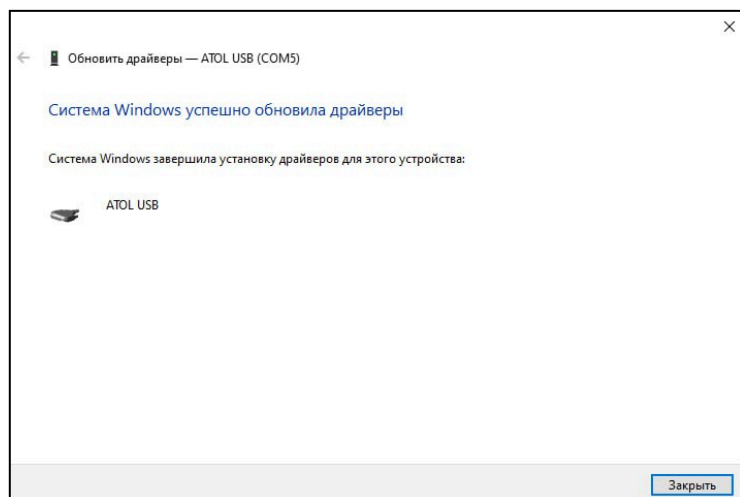 Обновить драйверы — ATOL USB (COM5)
Система Windows успешно обновила драйверы
Система Windows завершила установку драйверов для этого устройства:
ATOL USB
Закрыть